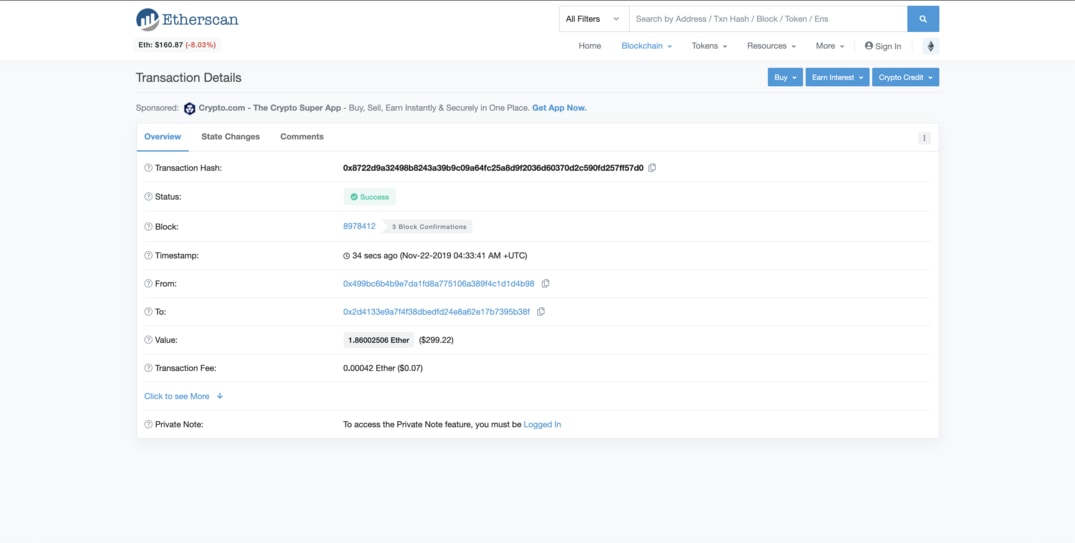 Etherscan
All Filters
Search by Address / Txn Hash / Block / Token / Ens
Eth: $160.87 (-8.03%)
Home Blockchain Tokens Resources More Sign In
Transaction Details
Buy Earn Interest Crypto Credit
Sponsored: Crypto.com - The Crypto Super App - Buy, Sell, Earn Instantly & Securely in One Place. Get App Now.
Overview State Changes Comments
Transaction Hash: 0x8722d9a32498b8243a39b9c09a64fc25a8d9f2036d60370d2c590fd257ff57d0
Status: Success
Block: 8978412 3 Block Confirmations
Timestamp: 34 secs ago (Nov-22-2019 04:33:41 AM +UTC)
From: 0x499bc6b4b9e7da1fd8a775106a389f4c1d1d4b98
To: 0x2d4133e9a7f4f38dbedfd24e8a62e17b7395b38f
Value: 1.86002506 Ether ($299.22)
Transaction Fee: 0.00042 Ether ($0.07)
Click to see More
Private Note: To access the Private Note feature, you must be Logged In